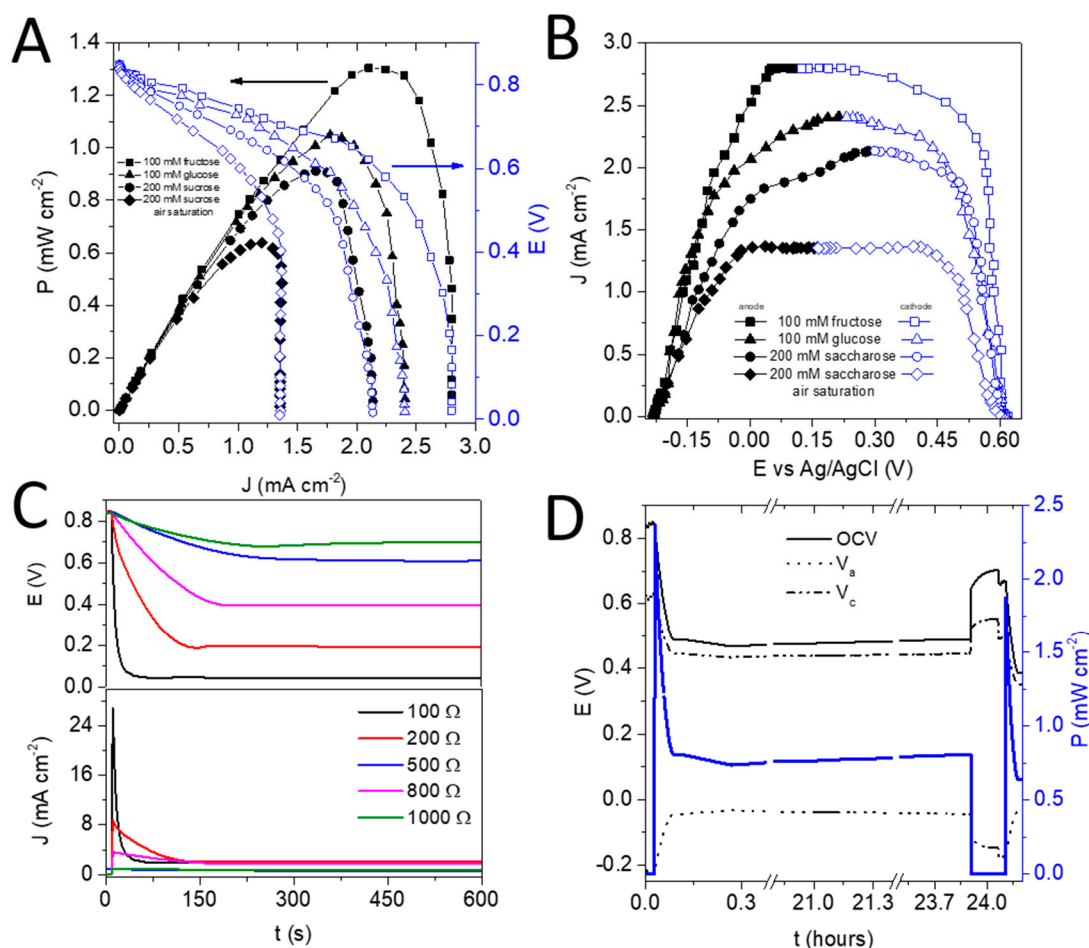 A
P (mW cm-2)
1.4
1.2
1.0
0.8
0.6
0.4
0.2
0.0
100 mM fructose
100 mM glucose
200 mM sucrose
200 mM sucrose
air saturation
0.8
0.6
0.4
0.2
0.0
E (V)
0.0 0.5 1.0 1.5 2.0 2.5 3.0
J (mA cm-2)
B
J (mA cm-2)
3.0
2.5
2.0
1.5
1.0
0.5
0.0
anode cathode
100 mM fructose
100 mM glucose
200 mM saccharose
200 mM saccharose
air saturation
-0.15 0.00 0.15 0.30 0.45 0.60
E vs Ag/AgCl (V)
C
E (V)
0.8
0.6
0.4
0.2
0.0
J (mA cm-2)
24
16
8
0
100 Ω
200 Ω
500 Ω
800 Ω
1000 Ω
0 150 300 450 600
t (s)
D
E (V)
0.8
0.6
0.4
0.2
0.0
-0.2
OCV
Va
Vc
2.5
2.0
1.5
1.0
0.5
0.0
P (mW cm-2)
0.0 0.3 21.0 21.3 23.7 24.0
t (hours)